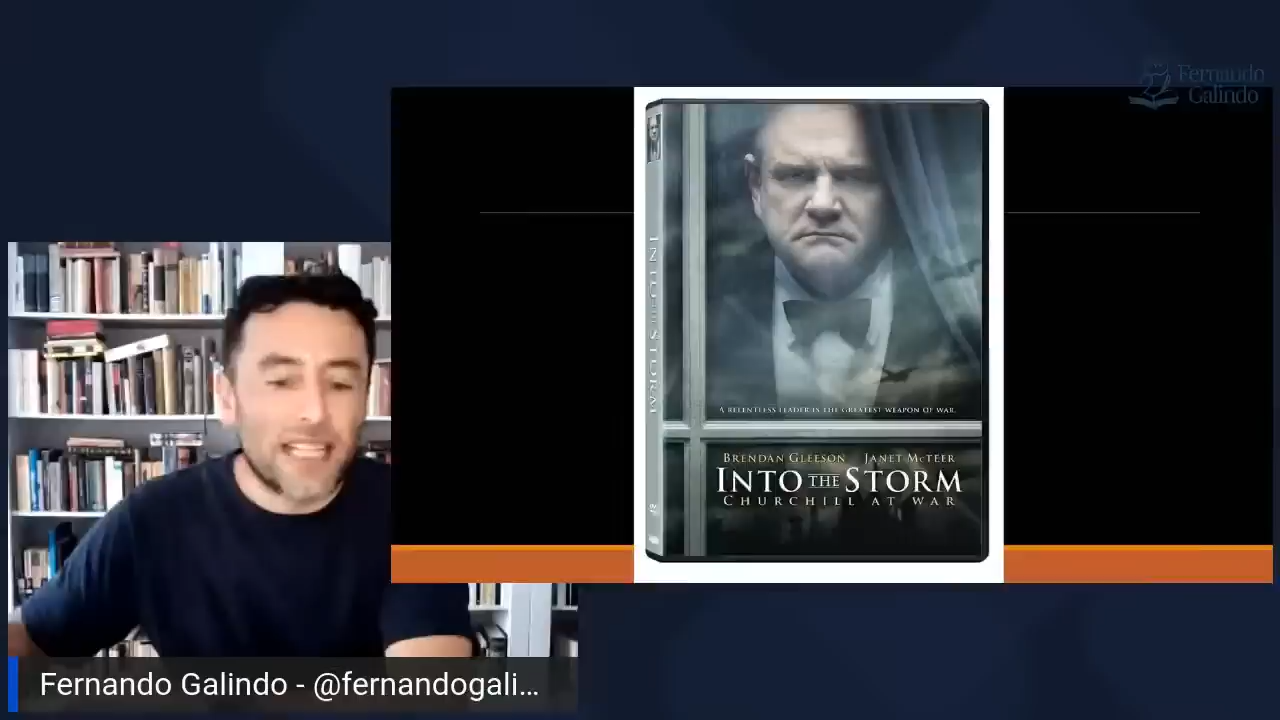 Fernando
Galindo
INTO THE STORM
A RELENTLESS LEADER IS THE GREATEST WEAPON OF WAR.
BRENDAN GLEESON JANET MCTEER
INTO THE STORM
CHURCHILL AT WAR
Fernando Galindo - @fernandogali...